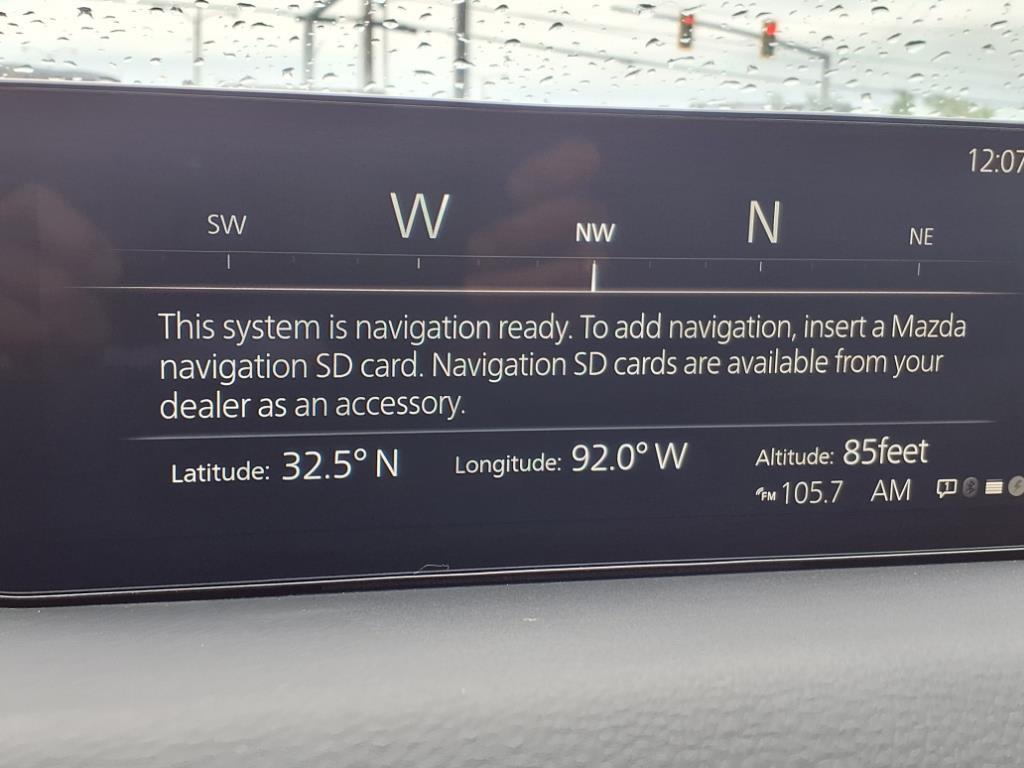 12:07
SW W NW N NE
This system is navigation ready. To add navigation, insert a Mazda
navigation SD card. Navigation SD cards are available from your
dealer as an accessory.
Latitude: 32.5° N Longitude: 92.0° W Altitude: 85feet
FM 105.7 AM 1